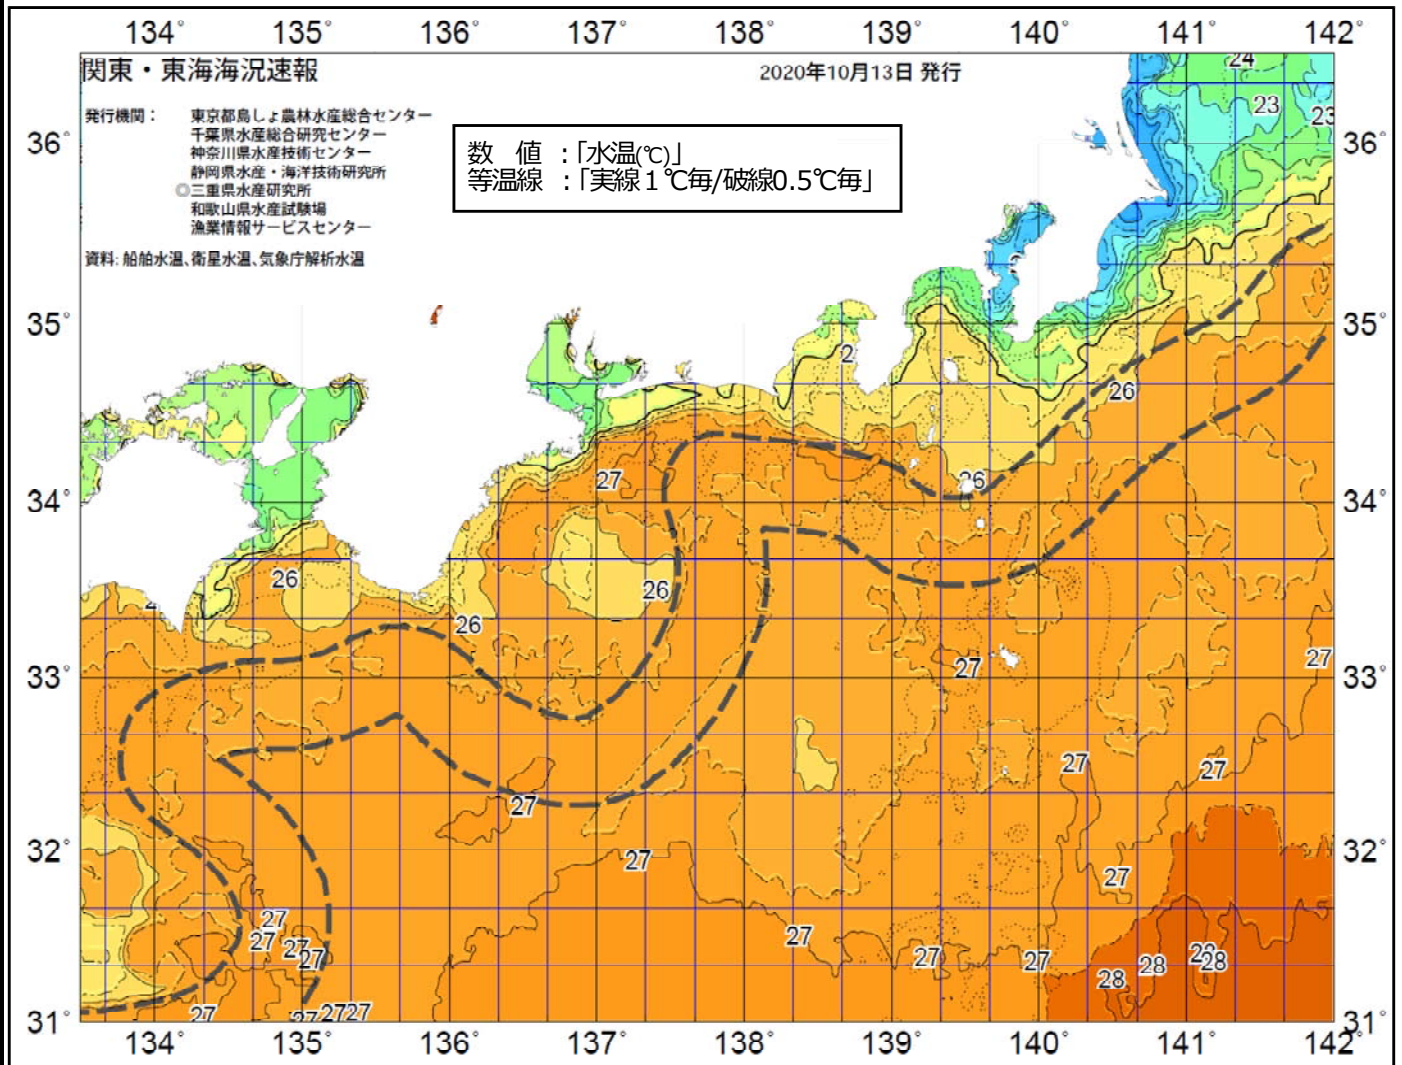 134° 135° 136° 137° 138° 139° 140° 141° 142°
関東・東海海況速報
2020年10月13日 発行
発行機関： 東京都島しょ農林水産総合センター
千葉県水産総合研究センター
神奈川県水産技術センター
静岡県水産・海洋技術研究所
◎三重県水産研究所
和歌山県水産試験場
漁業情報サービスセンター
資料: 船舶水温、衛星水温、気象庁解析水温
数　値　：「水温(℃)」
等温線　：「実線１℃毎/破線0.5℃毎」
24
23
23
36° 36°
35° 35°
2
26
27
26
34° 34°
26
26
26
27
27
33° 33°
27
27
27
32° 27 32°
27
27
27
27
27
27
27
27
28
28
28
28
27
27
27
27
31° 31°
134° 135° 136° 137° 138° 139° 140° 141° 142°